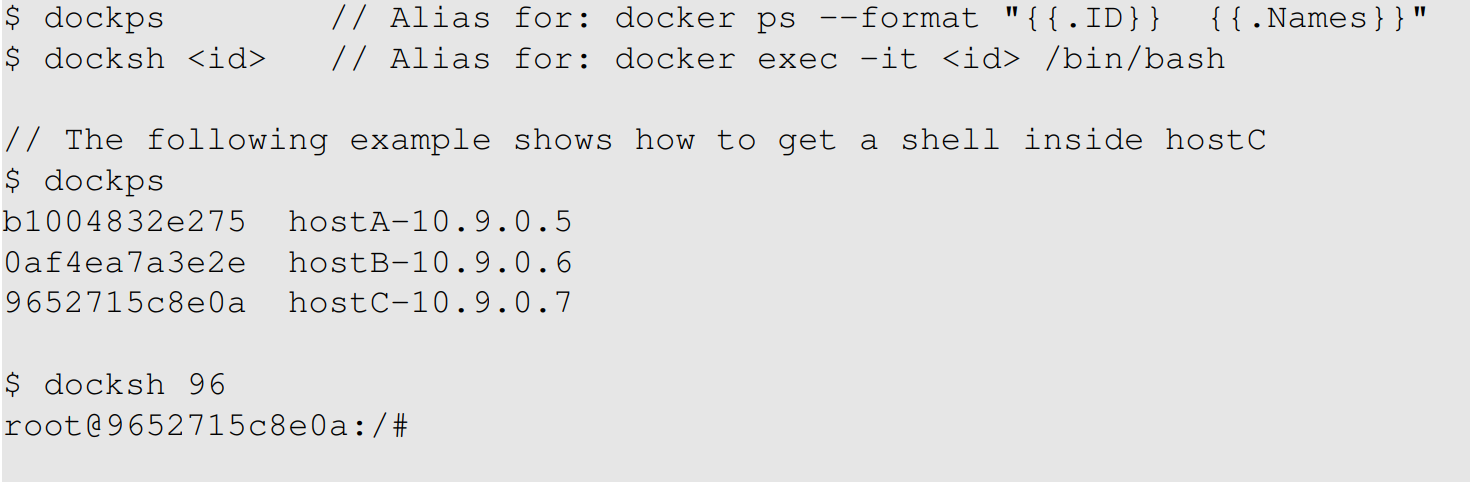 $ dockps        // Alias for: docker ps --format "{{.ID}}  {{.Names}}"
$ docksh <id>   // Alias for: docker exec -it <id> /bin/bash
// The following example shows how to get a shell inside hostC
$ dockps
b1004832e275  hostA-10.9.0.5
0af4ea7a3e2e  hostB-10.9.0.6
9652715c8e0a  hostC-10.9.0.7
$ docksh 96
root@9652715c8e0a:/#